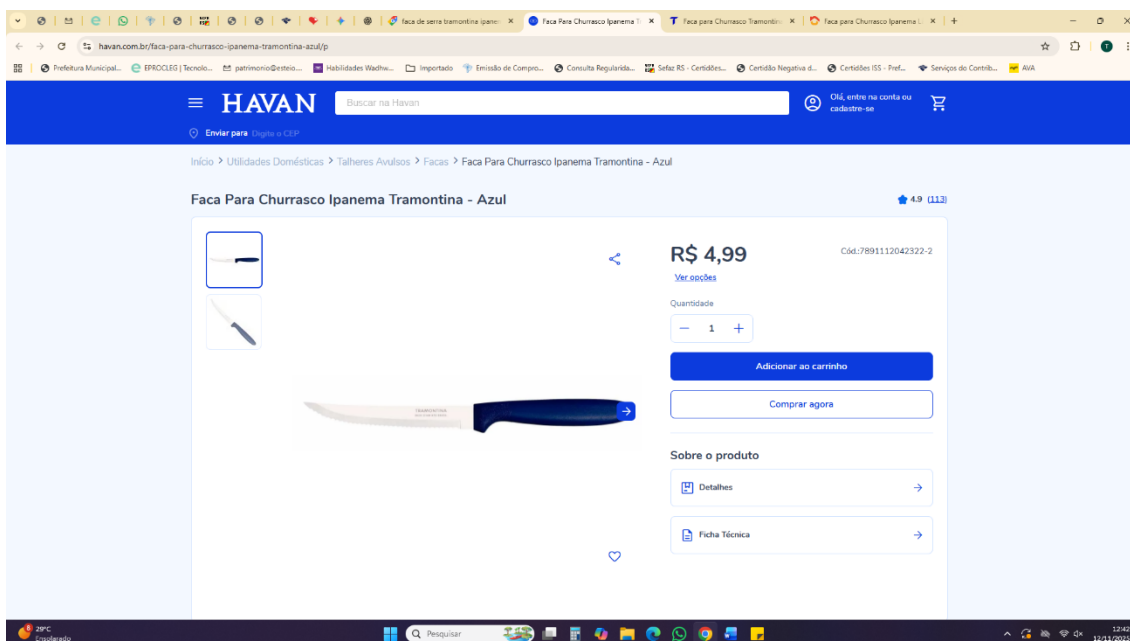 faca de serra tramontina ipane
Faca Para Churrasco Ipanema T
Faca para Churrasco Tramontin
Faca para Churrasco Ipanema L
havan.com.br/faca-para-churrasco-ipanema-tramontina-azul/p
Prefeitura Municipal... EPROCLEG | Tecnolo... patrimonio@esteio... Habilidades Wadhw... Importado Emissão de Compro... Consulta Regularida... Sefaz RS - Certidões... Certidão Negativa d... Certidões ISS - Pref... Serviços do Contrib... AVA
HAVAN
Buscar na Havan
Olá, entre na conta ou
cadastre-se
Enviar para Digite o CEP
Início > Utilidades Domésticas > Talheres Avulsos > Facas > Faca Para Churrasco Ipanema Tramontina - Azul
Faca Para Churrasco Ipanema Tramontina - Azul
4.9 (113)
R$ 4,99
Cód.:7891112042322-2
Ver opções
Quantidade
1
Adicionar ao carrinho
Comprar agora
TRAMONTINA
Sobre o produto
Detalhes
Ficha Técnica
8
29°C
Ensolarado
Pesquisar
12:42